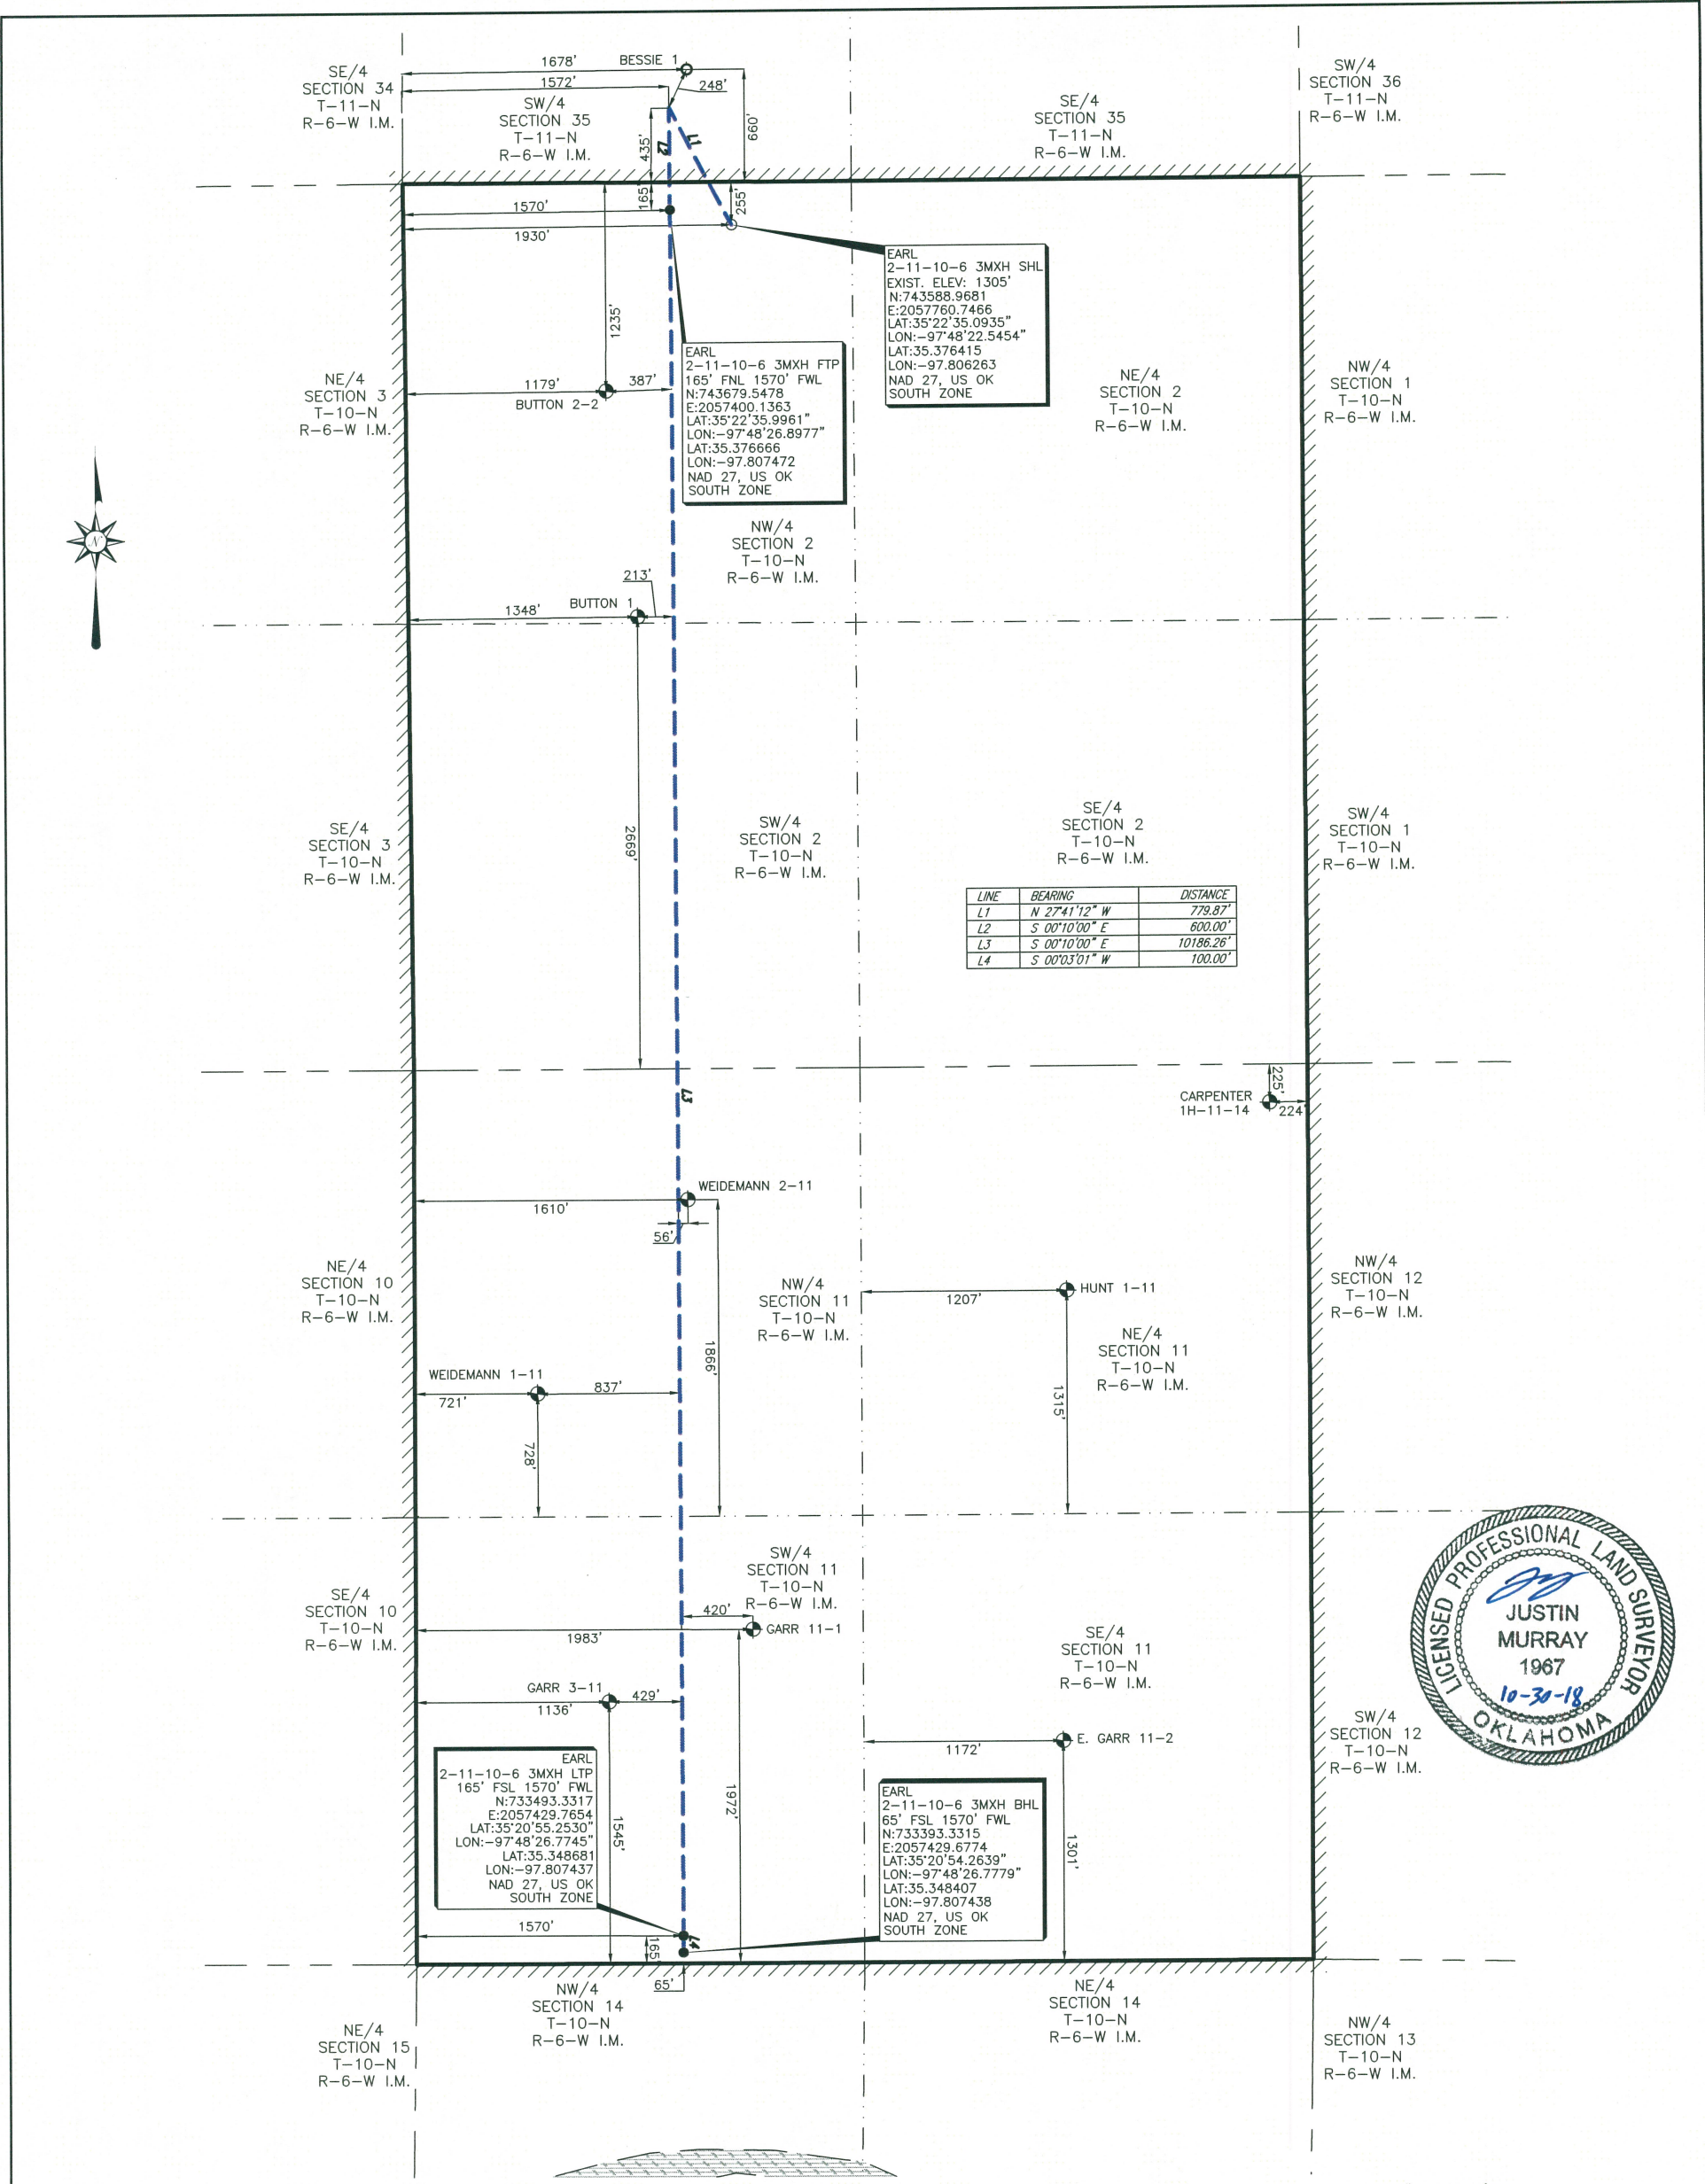 1678'
BESSIE 1
1572'
248'
660'
435'
L2
L1
SE/4
SECTION 34
T-11-N
R-6-W I.M.
SW/4
SECTION 35
T-11-N
R-6-W I.M.
SE/4
SECTION 35
T-11-N
R-6-W I.M.
SW/4
SECTION 36
T-11-N
R-6-W I.M.
165'
255'
1570'
1930'
1235'
EARL
2-11-10-6 3MXH SHL
EXIST. ELEV: 1305'
N:743588.9681
E:2057760.7466
LAT:35°22'35.0935"
LON:-97°48'22.5454"
LAT:35.376415
LON:-97.806263
NAD 27, US OK
SOUTH ZONE
EARL
2-11-10-6 3MXH FTP
165' FNL 1570' FWL
N:743679.5478
E:2057400.1363
LAT:35°22'35.9961"
LON:-97°48'26.8977"
LAT:35.376666
LON:-97.807472
NAD 27, US OK
SOUTH ZONE
NE/4
SECTION 3
T-10-N
R-6-W I.M.
1179'
387'
BUTTON 2-2
NE/4
SECTION 2
T-10-N
R-6-W I.M.
NW/4
SECTION 1
T-10-N
R-6-W I.M.
N
NW/4
SECTION 2
T-10-N
R-6-W I.M.
213'
1348'
BUTTON 1
2669'
SE/4
SECTION 3
T-10-N
R-6-W I.M.
SW/4
SECTION 2
T-10-N
R-6-W I.M.
SE/4
SECTION 2
T-10-N
R-6-W I.M.
SW/4
SECTION 1
T-10-N
R-6-W I.M.
LINE BEARING DISTANCE
L1 N 27°41'12" W 779.87'
L2 S 00°10'00" E 600.00'
L3 S 00°10'00" E 10186.26'
L4 S 00°03'01" W 100.00'
L3
225'
CARPENTER
1H-11-14
224'
WEIDEMANN 2-11
1610'
56'
1866'
NE/4
SECTION 10
T-10-N
R-6-W I.M.
NW/4
SECTION 11
T-10-N
R-6-W I.M.
1207'
HUNT 1-11
1315'
NE/4
SECTION 11
T-10-N
R-6-W I.M.
NW/4
SECTION 12
T-10-N
R-6-W I.M.
WEIDEMANN 1-11
721'
837'
728'
SW/4
SECTION 11
T-10-N
R-6-W I.M.
SE/4
SECTION 10
T-10-N
R-6-W I.M.
420'
1983'
GARR 11-1
1972'
SE/4
SECTION 11
T-10-N
R-6-W I.M.
LICENSED PROFESSIONAL LAND SURVEYOR
JUSTIN
MURRAY
1967
10-30-18
OKLAHOMA
GARR 3-11
1136'
429'
1545'
1172'
E. GARR 11-2
1301'
SW/4
SECTION 12
T-10-N
R-6-W I.M.
EARL
2-11-10-6 3MXH LTP
165' FSL 1570' FWL
N:733493.3317
E:2057429.7654
LAT:35°20'55.2530"
LON:-97°48'26.7745"
LAT:35.348681
LON:-97.807437
NAD 27, US OK
SOUTH ZONE
EARL
2-11-10-6 3MXH BHL
65' FSL 1570' FWL
N:733393.3315
E:2057429.6774
LAT:35°20'54.2639"
LON:-97°48'26.7779"
LAT:35.348407
LON:-97.807438
NAD 27, US OK
SOUTH ZONE
1570'
165'
L4
65'
NW/4
SECTION 14
T-10-N
R-6-W I.M.
NE/4
SECTION 14
T-10-N
R-6-W I.M.
NE/4
SECTION 15
T-10-N
R-6-W I.M.
NW/4
SECTION 13
T-10-N
R-6-W I.M.